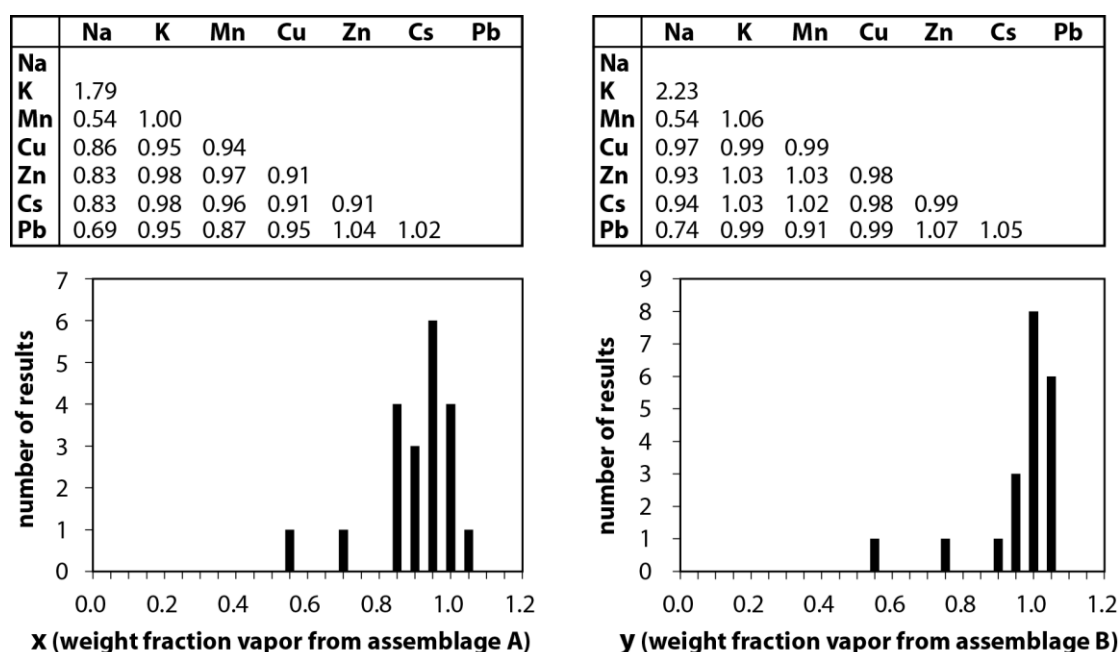 Na K Mn Cu Zn Cs Pb
Na
K 1.79
Mn 0.54 1.00
Cu 0.86 0.95 0.94
Zn 0.83 0.98 0.97 0.91
Cs 0.83 0.98 0.96 0.91 0.91
Pb 0.69 0.95 0.87 0.95 1.04 1.02
Na K Mn Cu Zn Cs Pb
Na
K 2.23
Mn 0.54 1.06
Cu 0.97 0.99 0.99
Zn 0.93 1.03 1.03 0.98
Cs 0.94 1.03 1.02 0.98 0.99
Pb 0.74 0.99 0.91 0.99 1.07 1.05
number of results
7
6
5
4
3
2
1
0
0.0 0.2 0.4 0.6 0.8 1.0 1.2
x (weight fraction vapor from assemblage A)
number of results
9
8
7
6
5
4
3
2
1
0
0.0 0.2 0.4 0.6 0.8 1.0 1.2
y (weight fraction vapor from assemblage B)